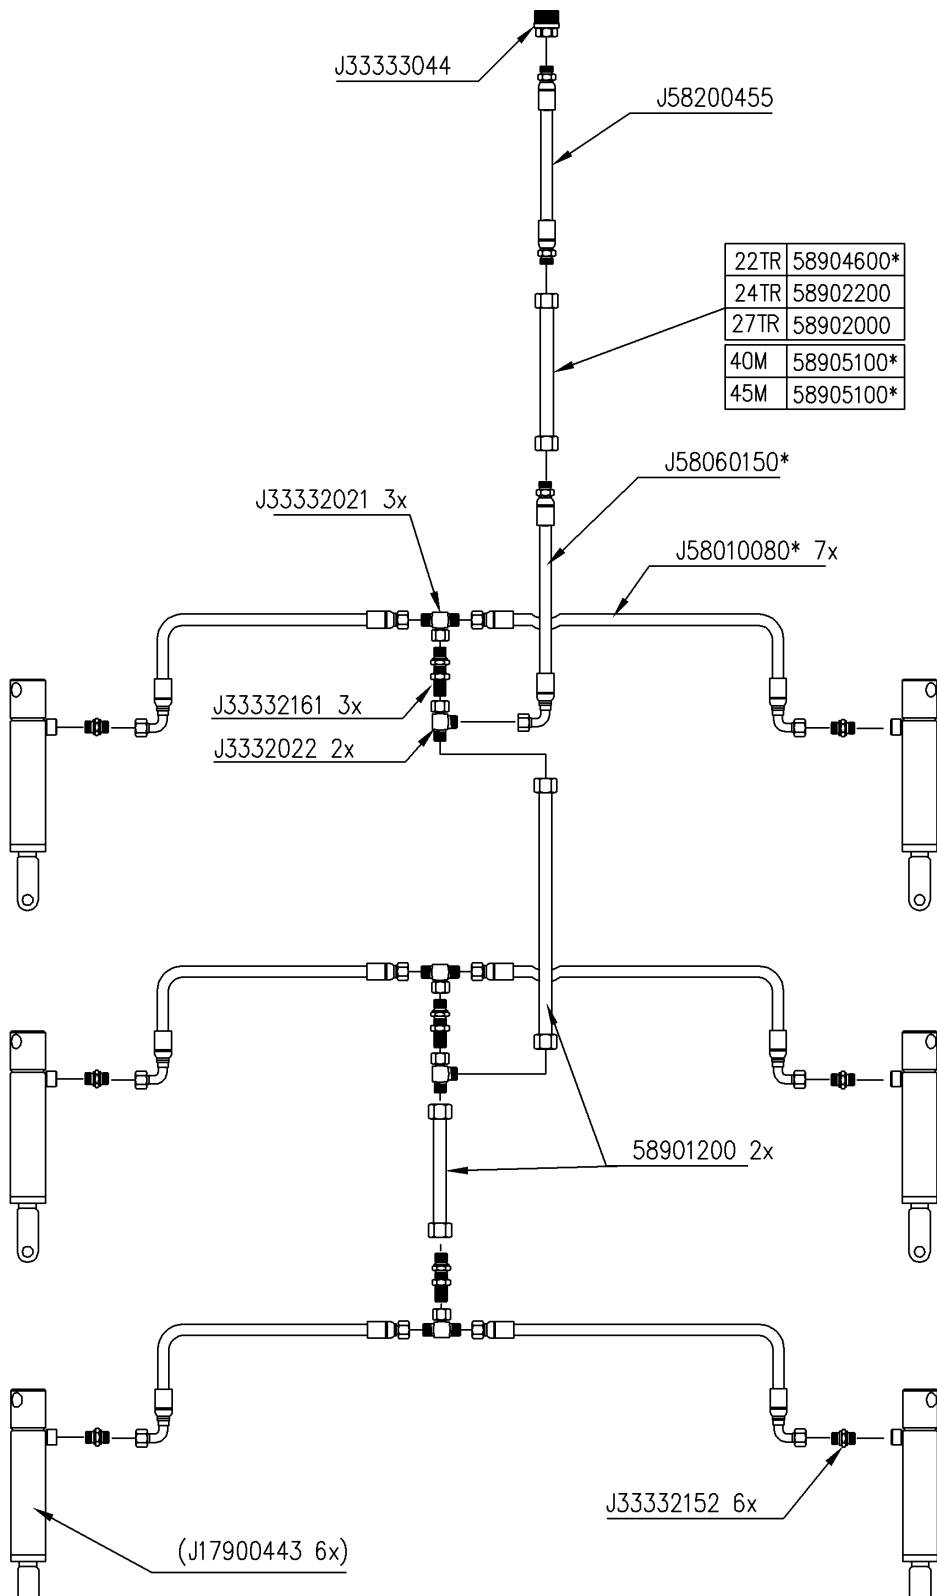 J33333044
J58200455
22TR 58904600*
24TR 58902200
27TR 58902000
40M 58905100*
45M 58905100*
J58060150*
J33332021 3x
J58010080* 7x
J33332161 3x
J3332022 2x
58901200 2x
J33332152 6x
(J17900443 6x)